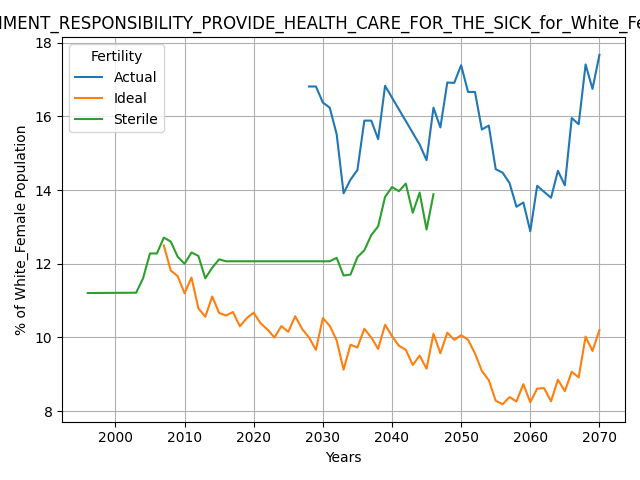 NMENT_RESPONSIBILITY_PROVIDE_HEALTH_CARE_FOR_THE_SICK_for_White_Fe
18
16
14
12
10
8
% of White_Female Population
Fertility
Actual
Ideal
Sterile
2000 2010 2020 2030 2040 2050 2060 2070
Years